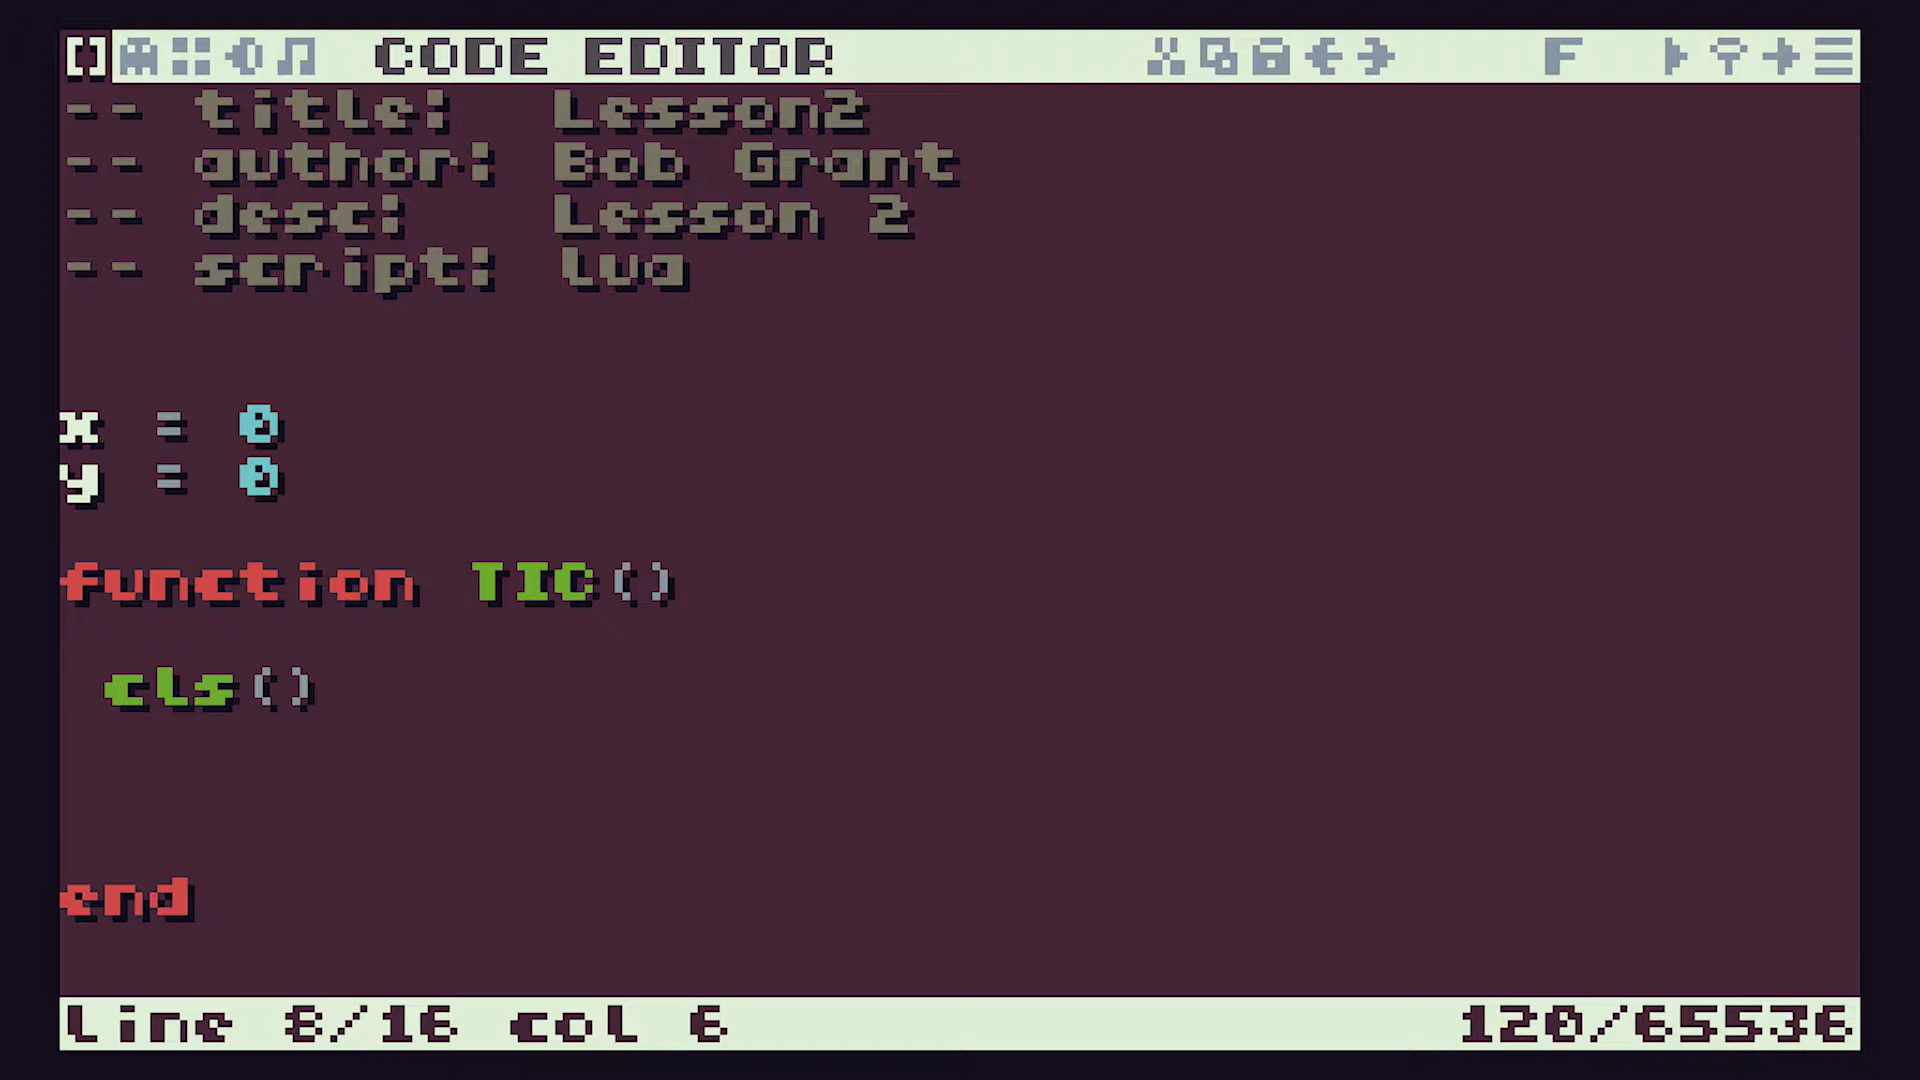 CODE EDITOR F
-- title: Lesson2
-- author: Bob Grant
-- desc: Lesson 2
-- script: lua
x = 0
y = 0
function TIC()
cls()
end
line 8/16 col 6 120/65536